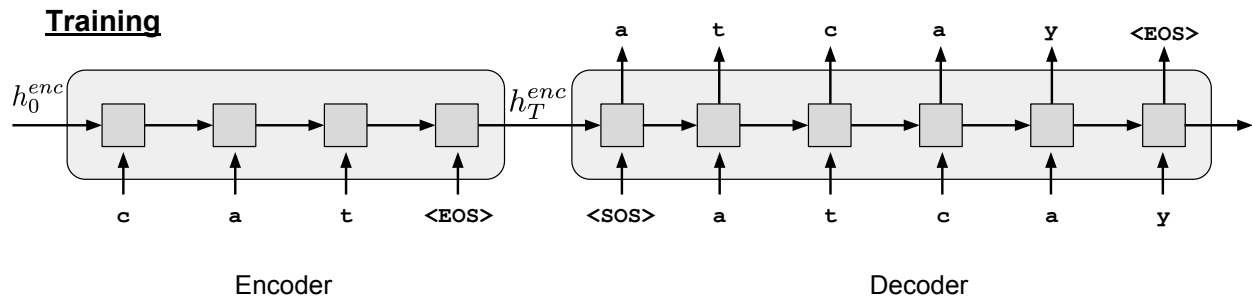 Training
a t c a y <EOS>
h_0^{enc} h_T^{enc}
c a t <EOS> <SOS> a t c a y
Encoder Decoder